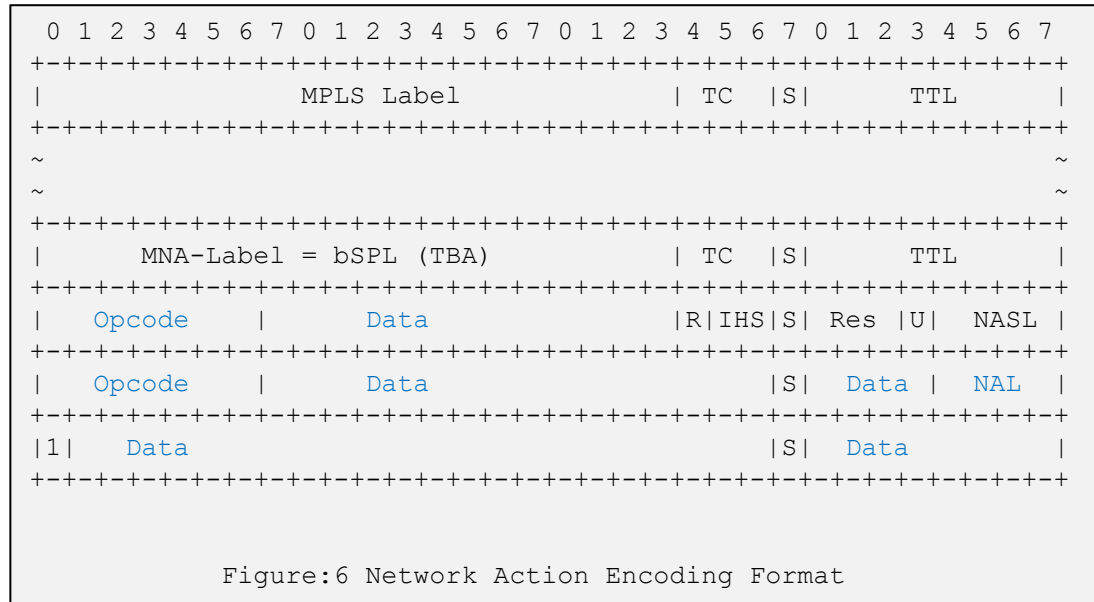 0 1 2 3 4 5 6 7 0 1 2 3 4 5 6 7 0 1 2 3 4 5 6 7 0 1 2 3 4 5 6 7
+-+-+-+-+-+-+-+-+-+-+-+-+-+-+-+-+-+-+-+-+-+-+-+-+-+-+-+-+-+-+-+-+
|                MPLS Label             | TC  |S|      TTL      |
+-+-+-+-+-+-+-+-+-+-+-+-+-+-+-+-+-+-+-+-+-+-+-+-+-+-+-+-+-+-+-+-+
~                                                               ~
~                                                               ~
+-+-+-+-+-+-+-+-+-+-+-+-+-+-+-+-+-+-+-+-+-+-+-+-+-+-+-+-+-+-+-+-+
|      MNA-Label = bSPL (TBA)           | TC  |S|      TTL      |
+-+-+-+-+-+-+-+-+-+-+-+-+-+-+-+-+-+-+-+-+-+-+-+-+-+-+-+-+-+-+-+-+
|   Opcode    |      Data               |R|IHS|S| Res |U|  NASL |
+-+-+-+-+-+-+-+-+-+-+-+-+-+-+-+-+-+-+-+-+-+-+-+-+-+-+-+-+-+-+-+-+
|   Opcode    |      Data                     |S|  Data |  NAL  |
+-+-+-+-+-+-+-+-+-+-+-+-+-+-+-+-+-+-+-+-+-+-+-+-+-+-+-+-+-+-+-+-+
|1|   Data                                    |S|  Data         |
+-+-+-+-+-+-+-+-+-+-+-+-+-+-+-+-+-+-+-+-+-+-+-+-+-+-+-+-+-+-+-+-+
Figure:6 Network Action Encoding Format